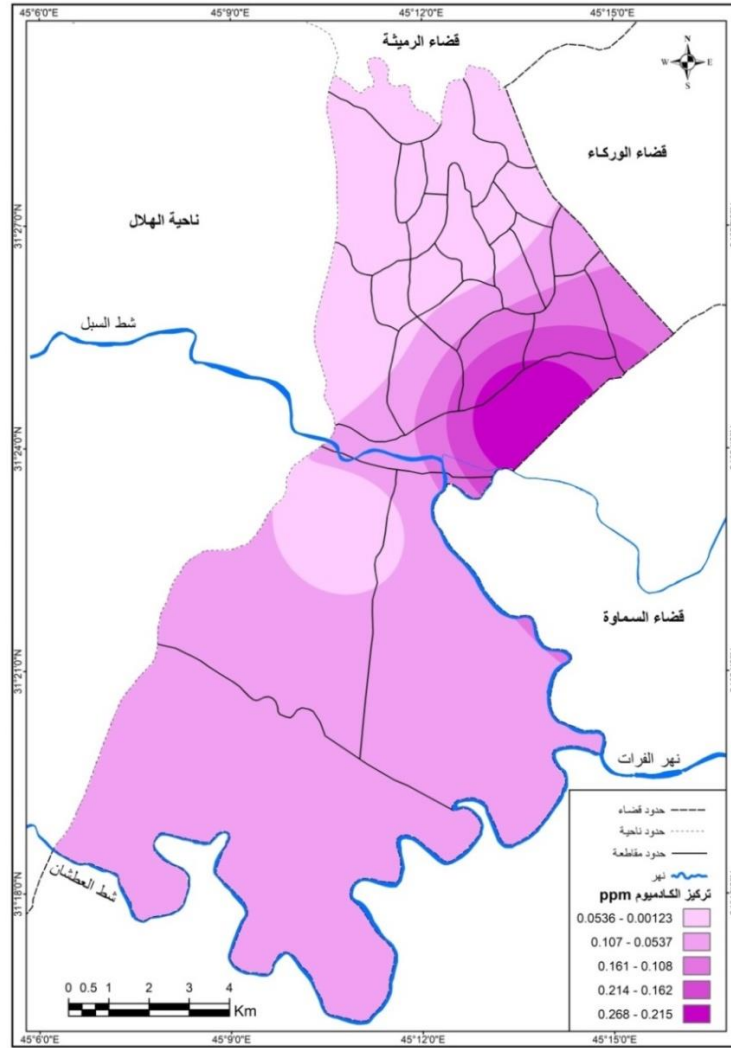 45°6'0"E
45°9'0"E
45°12'0"E
45°15'0"E
قضاء الرميثة
N
W E
S
قضاء الوركاء
ناحية الهلال
31°27'0"N
شط السبل
31°24'0"N
قضاء السماوة
31°21'0"N
نهر الفرات
شط العطشان
31°18'0"N
حدود قضاء
حدود ناحية
حدود مقاطعة
نهر
تركيز الكادميوم ppm
0.0536 - 0.00123
0.107 - 0.0537
0.161 - 0.108
0.214 - 0.162
0.268 - 0.215
0 0.5 1 2 3 4
Km
45°6'0"E
45°9'0"E
45°12'0"E
45°15'0"E